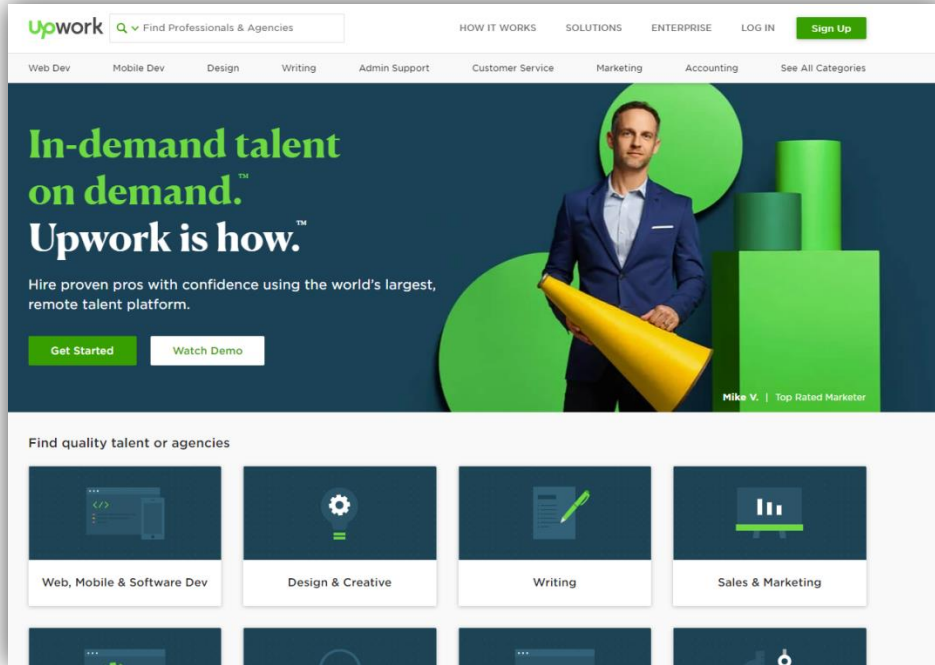 Upwork
Find Professionals & Agencies
HOW IT WORKS
SOLUTIONS
ENTERPRISE
LOG IN
Sign Up
Web Dev
Mobile Dev
Design
Writing
Admin Support
Customer Service
Marketing
Accounting
See All Categories
In-demand talent
on demand.™
Upwork is how.™
Hire proven pros with confidence using the world's largest,
remote talent platform.
Get Started
Watch Demo
Mike V. | Top Rated Marketer
Find quality talent or agencies
</>
Web, Mobile & Software Dev
Design & Creative
Writing
Sales & Marketing